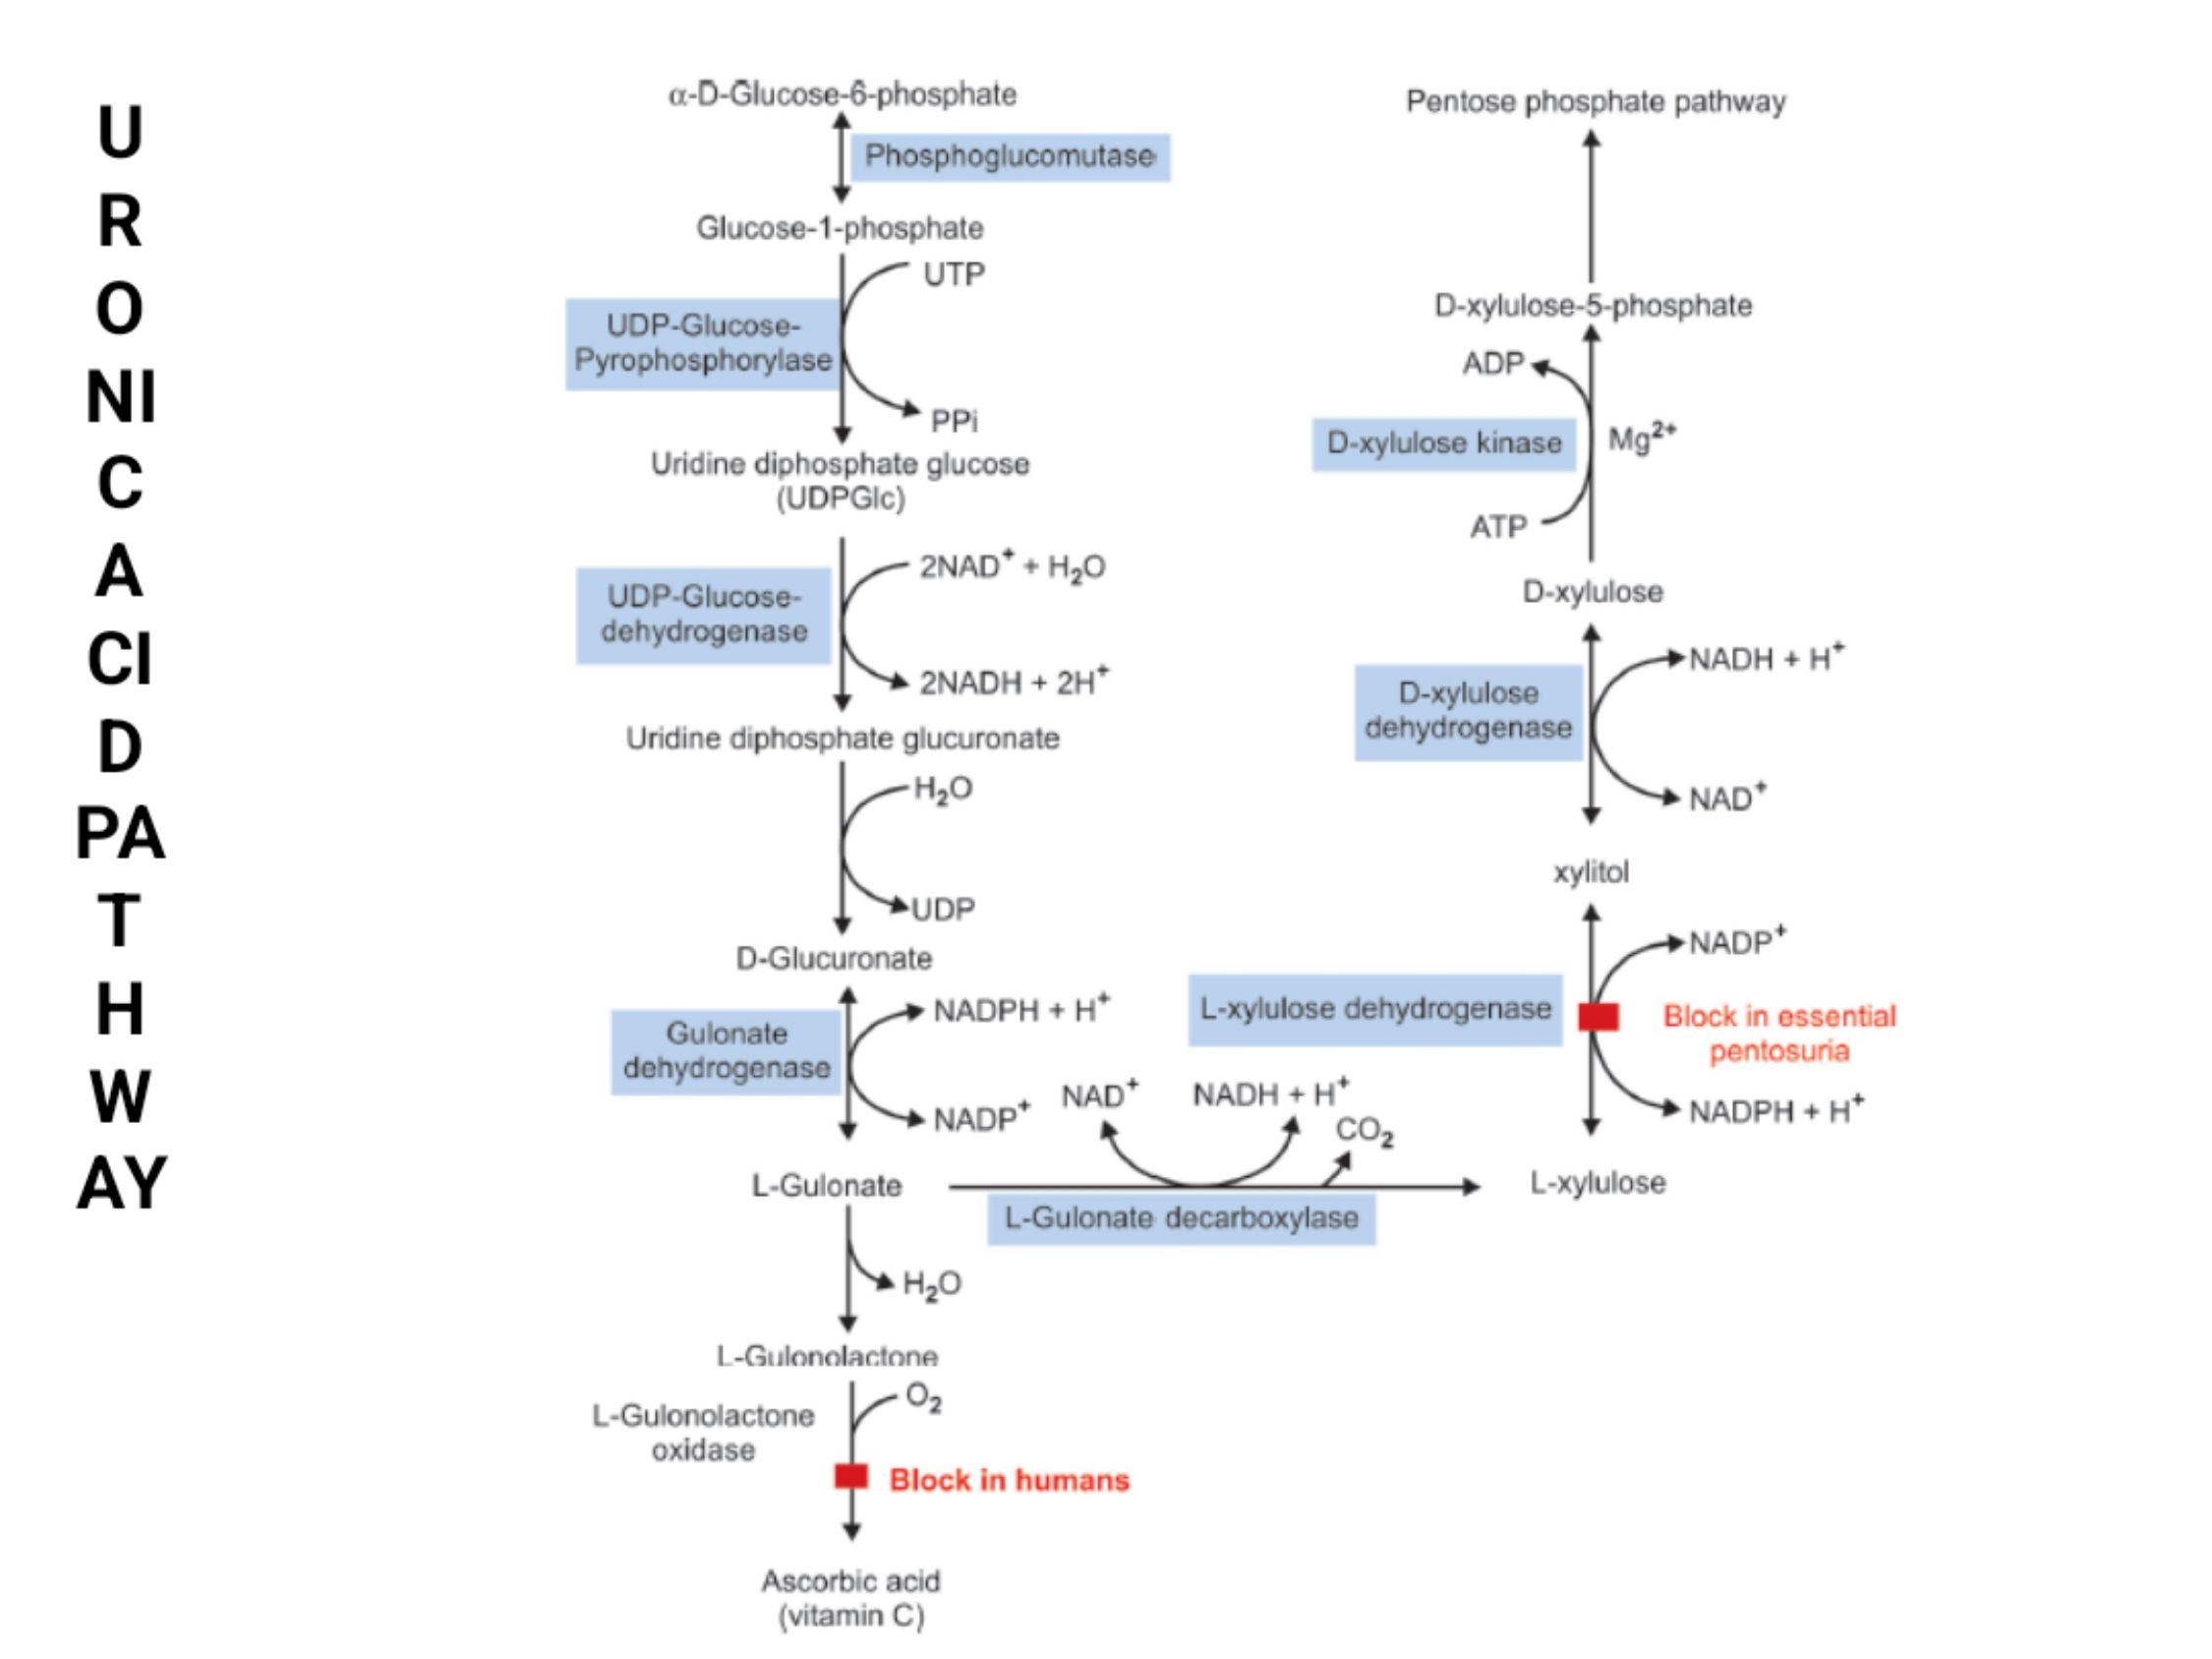 U
R
O
NI
C
A
CI
D
PA
T
H
W
AY
α-D-Glucose-6-phosphate
Phosphoglucomutase
Glucose-1-phosphate
UTP
UDP-Glucose-
Pyrophosphorylase
PPi
Uridine diphosphate glucose
(UDPGlc)
2NAD⁺ + H₂O
UDP-Glucose-
dehydrogenase
2NADH + 2H⁺
Uridine diphosphate glucuronate
H₂O
UDP
D-Glucuronate
NADPH + H⁺
Gulonate
dehydrogenase
NADP⁺
L-Gulonate
NAD⁺
NADH + H⁺
CO₂
L-Gulonate decarboxylase
H₂O
L-Gulonolactone
O₂
L-Gulonolactone
oxidase
Block in humans
Ascorbic acid
(vitamin C)
Pentose phosphate pathway
D-xylulose-5-phosphate
ADP
D-xylulose kinase
Mg²⁺
ATP
D-xylulose
NADH + H⁺
D-xylulose
dehydrogenase
NAD⁺
xylitol
NADP⁺
L-xylulose dehydrogenase
Block in essential
pentosuria
NADPH + H⁺
L-xylulose